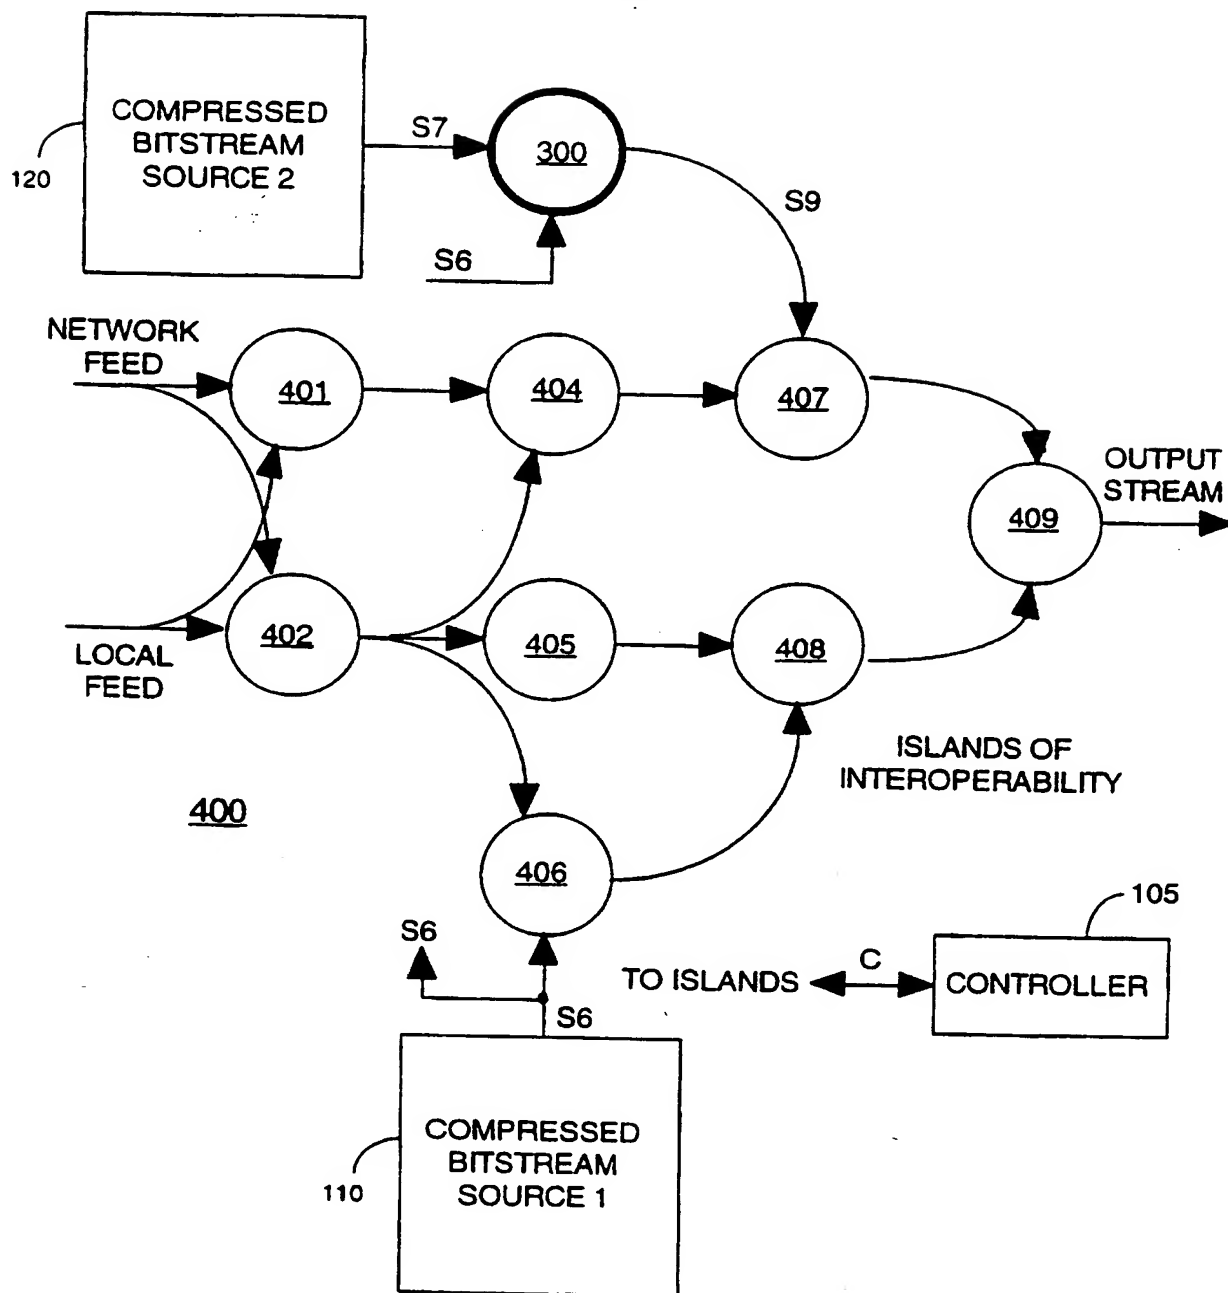 COMPRESSED
BITSTREAM
SOURCE 2
120
S7
300
S9
S6
NETWORK
FEED
401
404
407
OUTPUT
STREAM
409
402
405
408
LOCAL
FEED
ISLANDS OF
INTEROPERABILITY
400
406
105
S6
TO ISLANDS
C
CONTROLLER
S6
COMPRESSED
BITSTREAM
SOURCE 1
110